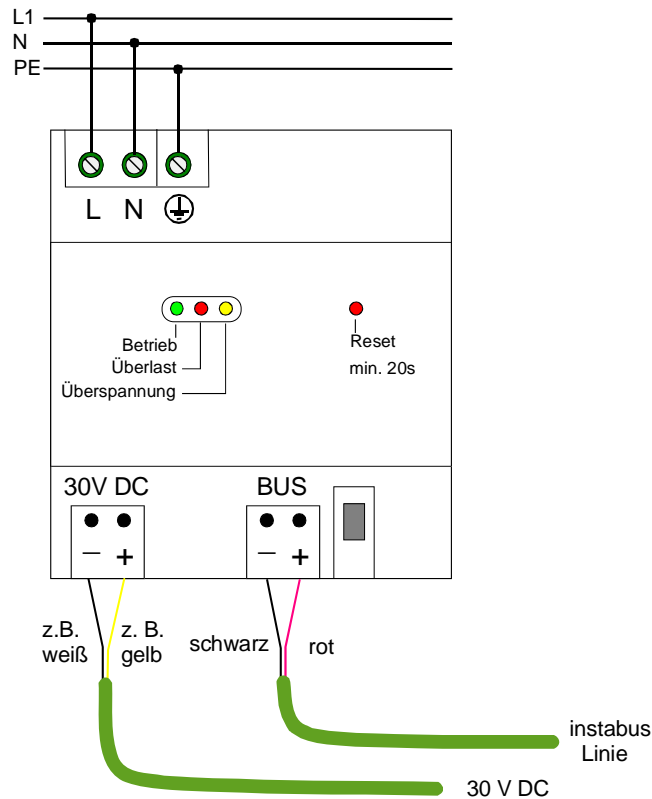 L1
N
PE
L N
Betrieb
Überlast
Überspannung
Reset
min. 20s
30V DC
BUS
– +
– +
z.B.
weiß
z. B.
gelb
schwarz
rot
instabus
Linie
30 V DC